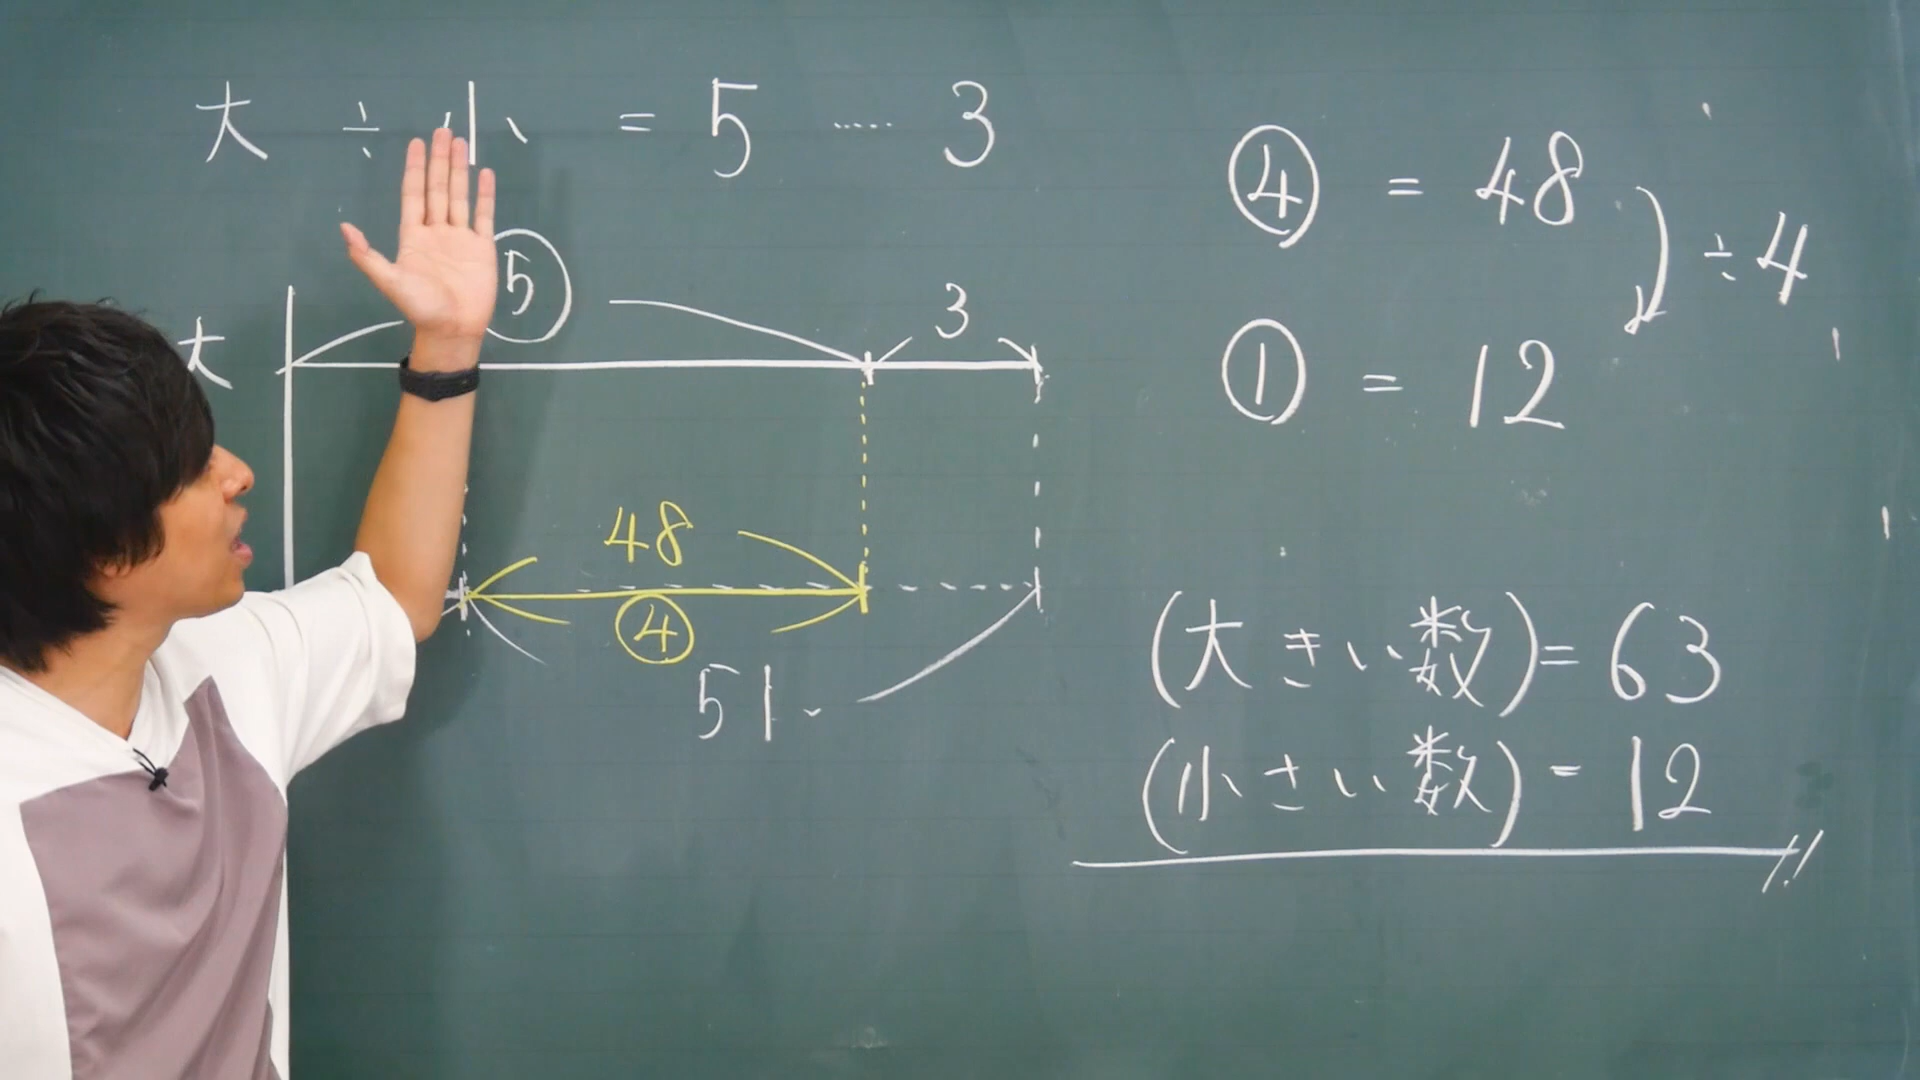 大 ÷ 小 = 5 …… 3
⑤
3
大
48
④
51
④ = 48
÷4
① = 12
(大きい数)= 63
(小さい数)= 12